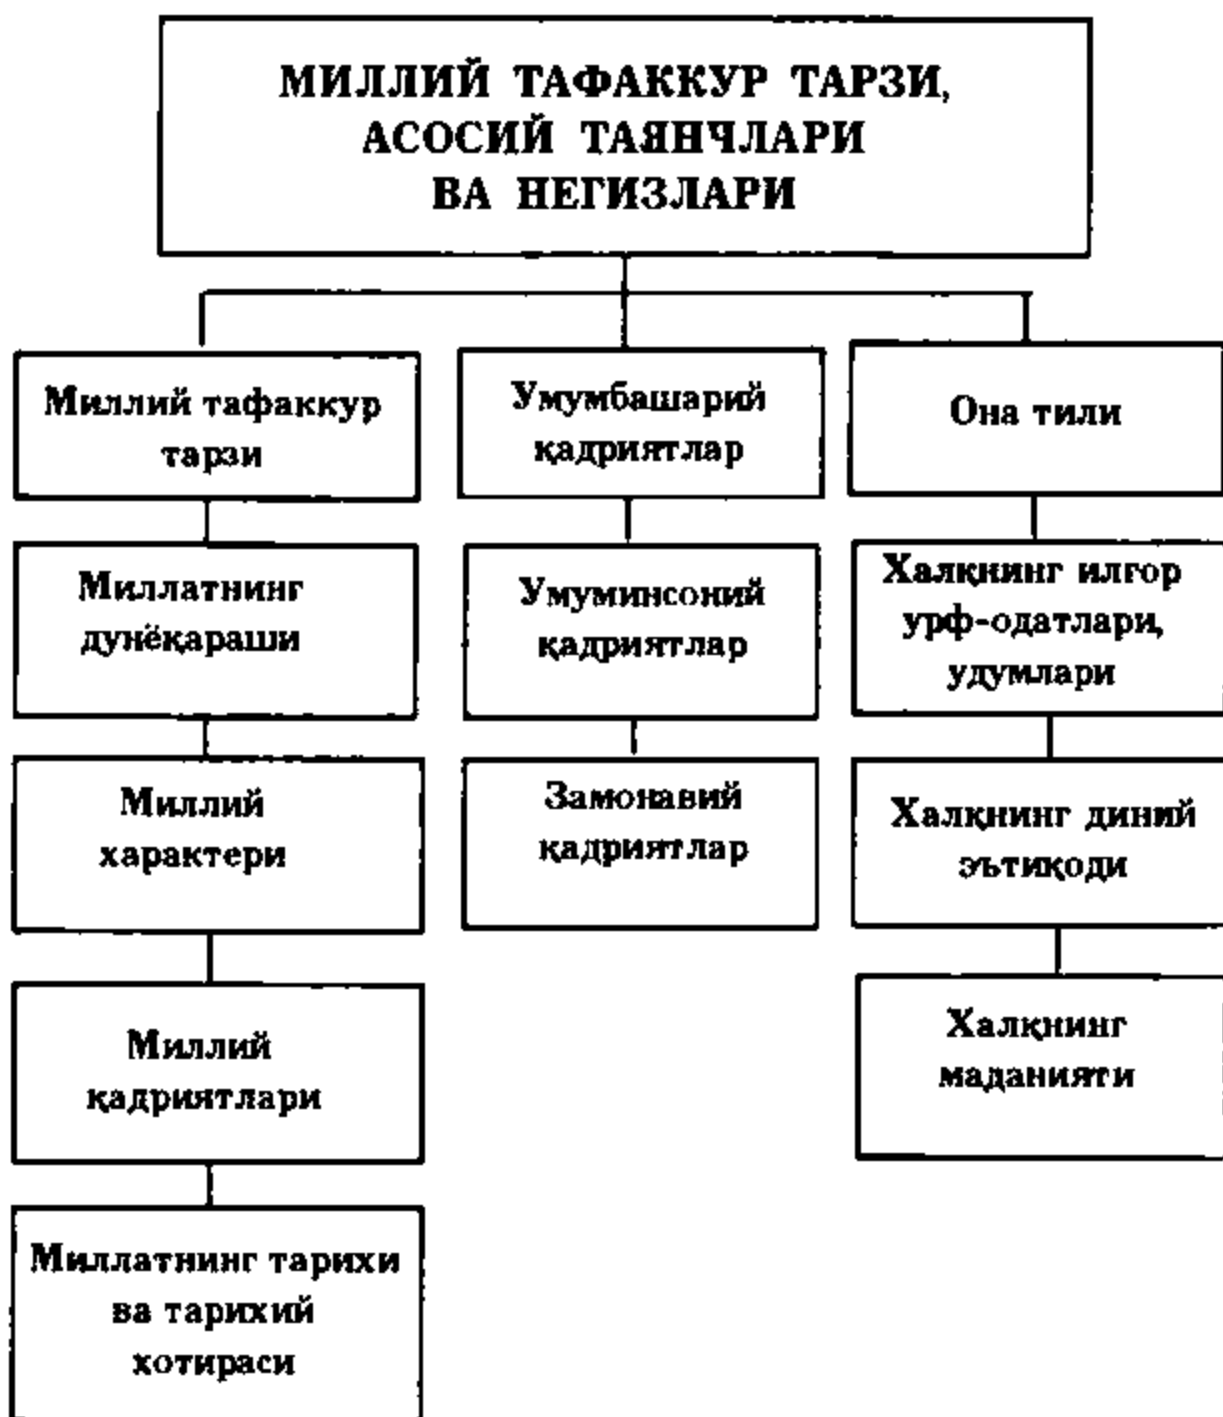 МИЛЛИЙ ТАФАККУР ТАРЗИ,
АСОСИЙ ТАЯНЧЛАРИ
ВА НЕГИЗЛАРИ
Миллий тафаккур
тарзи
Миллатнинг
дунёқараши
Миллий
характери
Миллий
қадриятлари
Миллатнинг тарихи
ва тарихий
хотираси
Умумбашарий
қадриятлар
Умуминсоний
қадриятлар
Замонавий
қадриятлар
Она тили
Халқнинг илғор
урф-одатлари,
удумлари
Халқнинг диний
эътиқоди
Халқнинг
маданияти